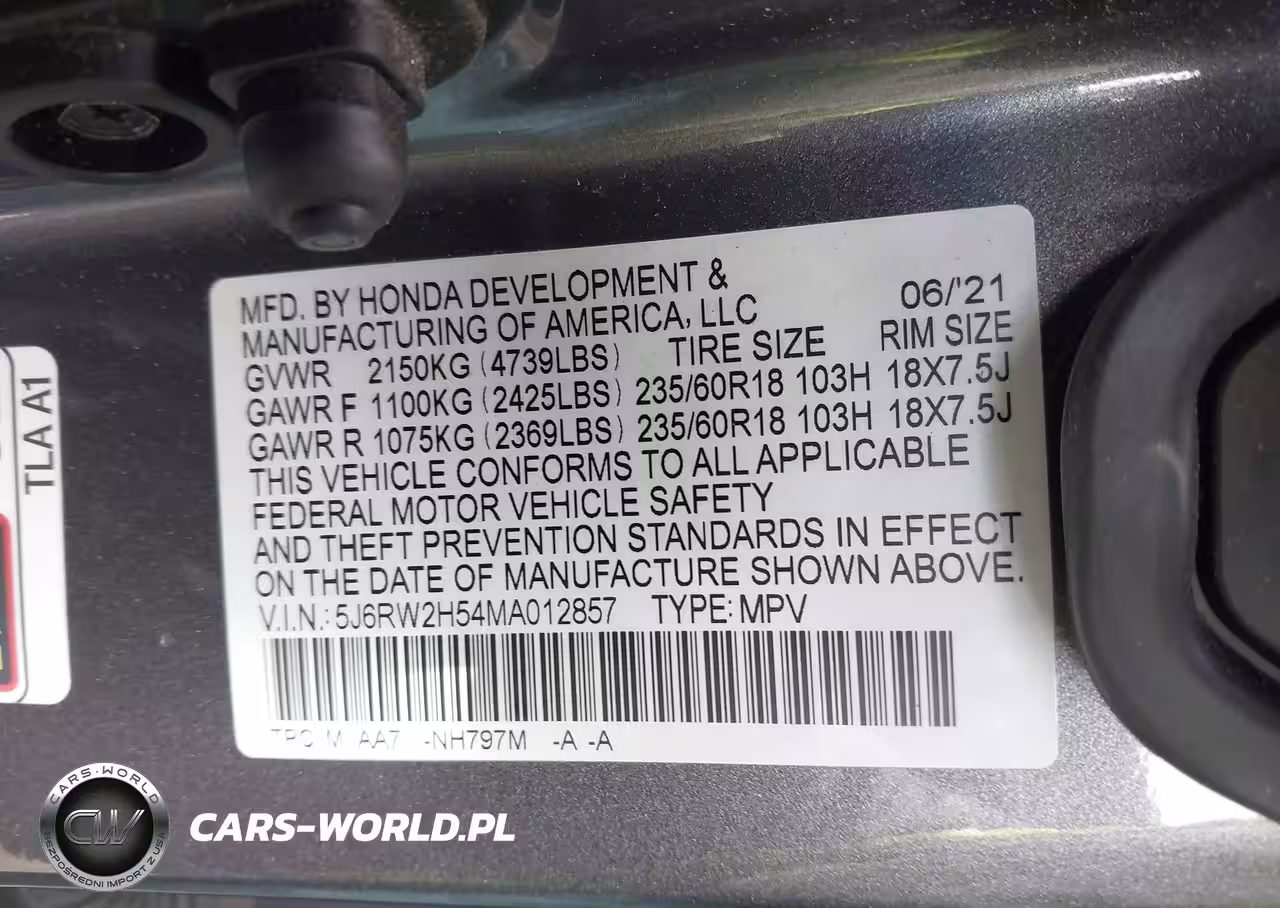 MFD. BY HONDA DEVELOPMENT &
MANUFACTURING OF AMERICA, LLC 06/'21
GVWR 2150KG (4739LBS) TIRE SIZE RIM SIZE
GAWR F 1100KG (2425LBS) 235/60R18 103H 18X7.5J
GAWR R 1075KG (2369LBS) 235/60R18 103H 18X7.5J
THIS VEHICLE CONFORMS TO ALL APPLICABLE
FEDERAL MOTOR VEHICLE SAFETY
AND THEFT PREVENTION STANDARDS IN EFFECT
ON THE DATE OF MANUFACTURE SHOWN ABOVE.
V.I.N.: 5J6RW2H54MA012857 TYPE: MPV
M AA7 -NH797M -A -A
TLA A1
CARS-WORLD
CW
BEZPOŚREDNI IMPORT Z USA
CARS-WORLD.PL